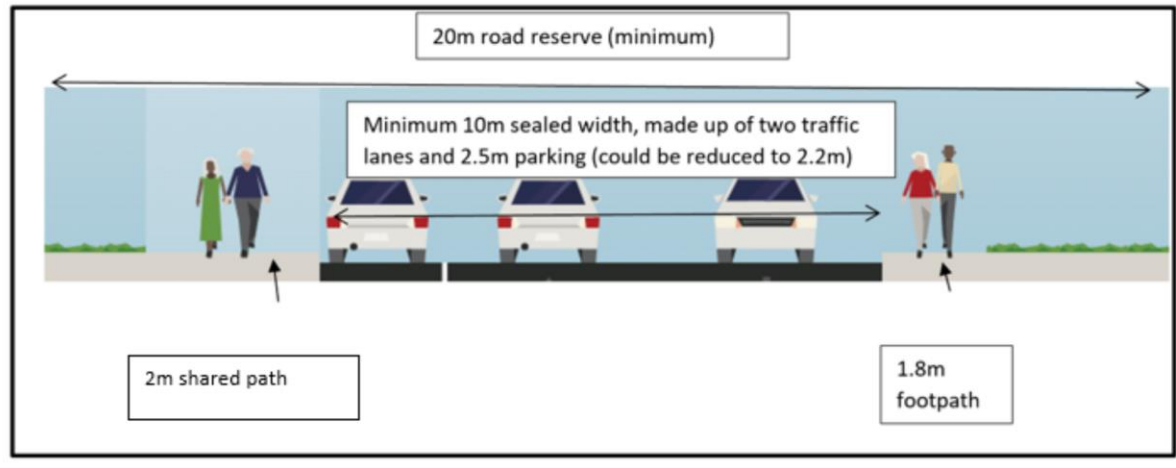 20m road reserve (minimum)
Minimum 10m sealed width, made up of two traffic
lanes and 2.5m parking (could be reduced to 2.2m)
2m shared path
1.8m
footpath